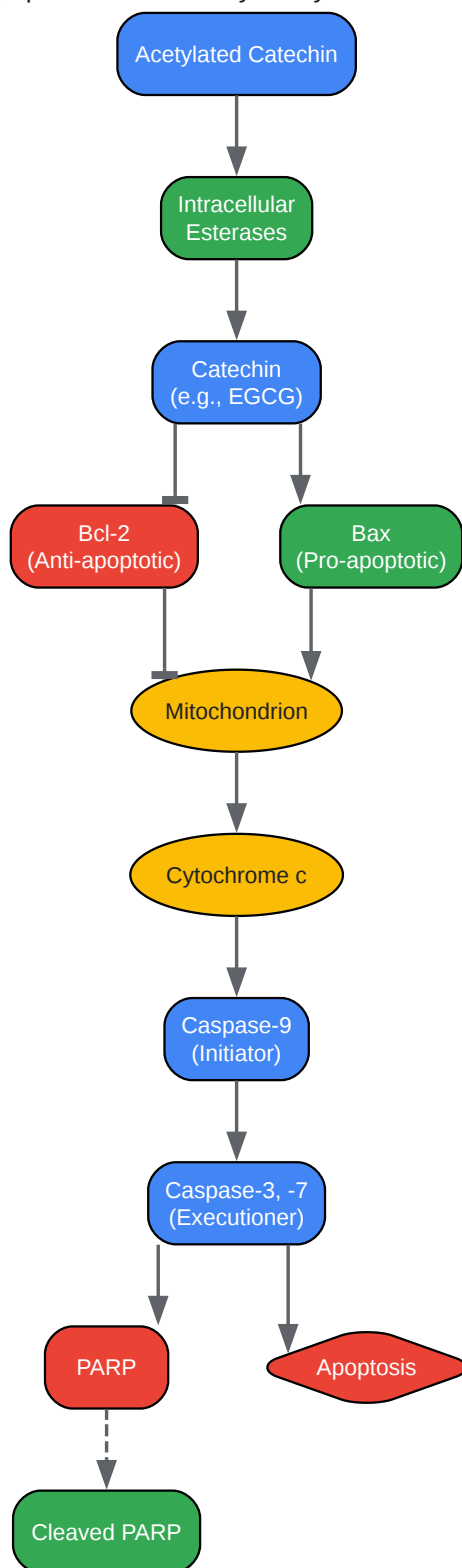 Acetylated Catechin
Intracellular
Esterases
Catechin
(e.g., EGCG)
Bcl-2
(Anti-apoptotic)
Bax
(Pro-apoptotic)
Mitochondrion
Cytochrome c
Caspase-9
(Initiator)
Caspase-3, -7
(Executioner)
PARP
Apoptosis
Cleaved PARP